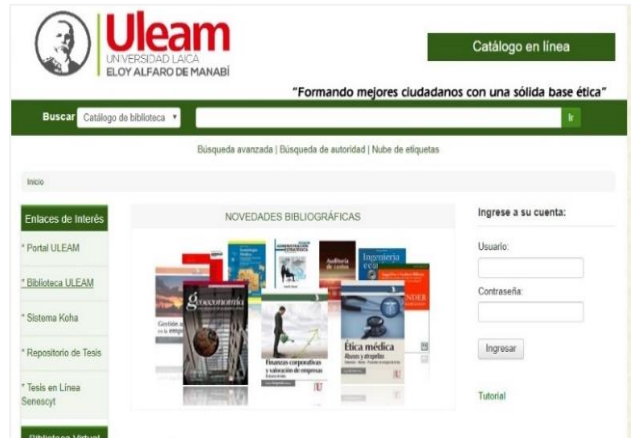 Uleam
UNIVERSIDAD LAICA
ELOY ALFARO DE MANABÍ
Catálogo en línea
"Formando mejores ciudadanos con una sólida base ética"
Buscar Catálogo de biblioteca Ir
Búsqueda avanzada | Búsqueda de autoridad | Nube de etiquetas
Inicio
Enlaces de Interés
* Portal ULEAM
* Biblioteca ULEAM
* Sistema Koha
* Repositorio de Tesis
* Tesis en Línea
Senescyt
Biblioteca Virtual
NOVEDADES BIBLIOGRÁFICAS
Auditoría
de costos
Ingeniería
geoeconomía
Finanzas corporativas
y valoración de empresas
Ética médica
Abusos y atropellos
Ingrese a su cuenta:
Usuario:
Contraseña:
Ingresar
Tutorial